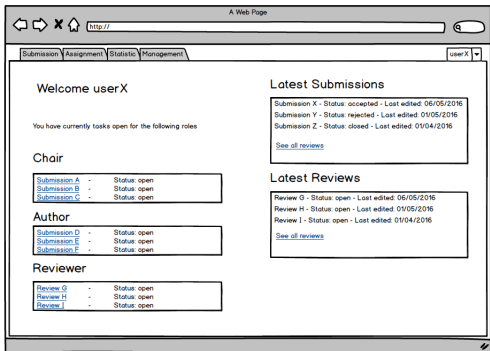 A Web Page
http://
Submission Assignment Statistic Management
userX
Welcome userX
You have currently tasks open for the following roles
Chair
Submission A - Status: open
Submission B - Status: open
Submission C - Status: open
Author
Submission D - Status: open
Submission E - Status: open
Submission F - Status: open
Reviewer
Review G - Status: open
Review H - Status: open
Review I - Status: open
Latest Submissions
Submission X - Status: accepted - Last edited: 06/05/2016
Submission Y - Status: rejected - Last edited: 01/05/2016
Submission Z - Status: closed - Last edited: 01/04/2016
See all reviews
Latest Reviews
Review G - Status: open - Last edited: 06/05/2016
Review H - Status: open - Last edited: 01/05/2016
Review I - Status: open - Last edited: 01/04/2016
See all reviews